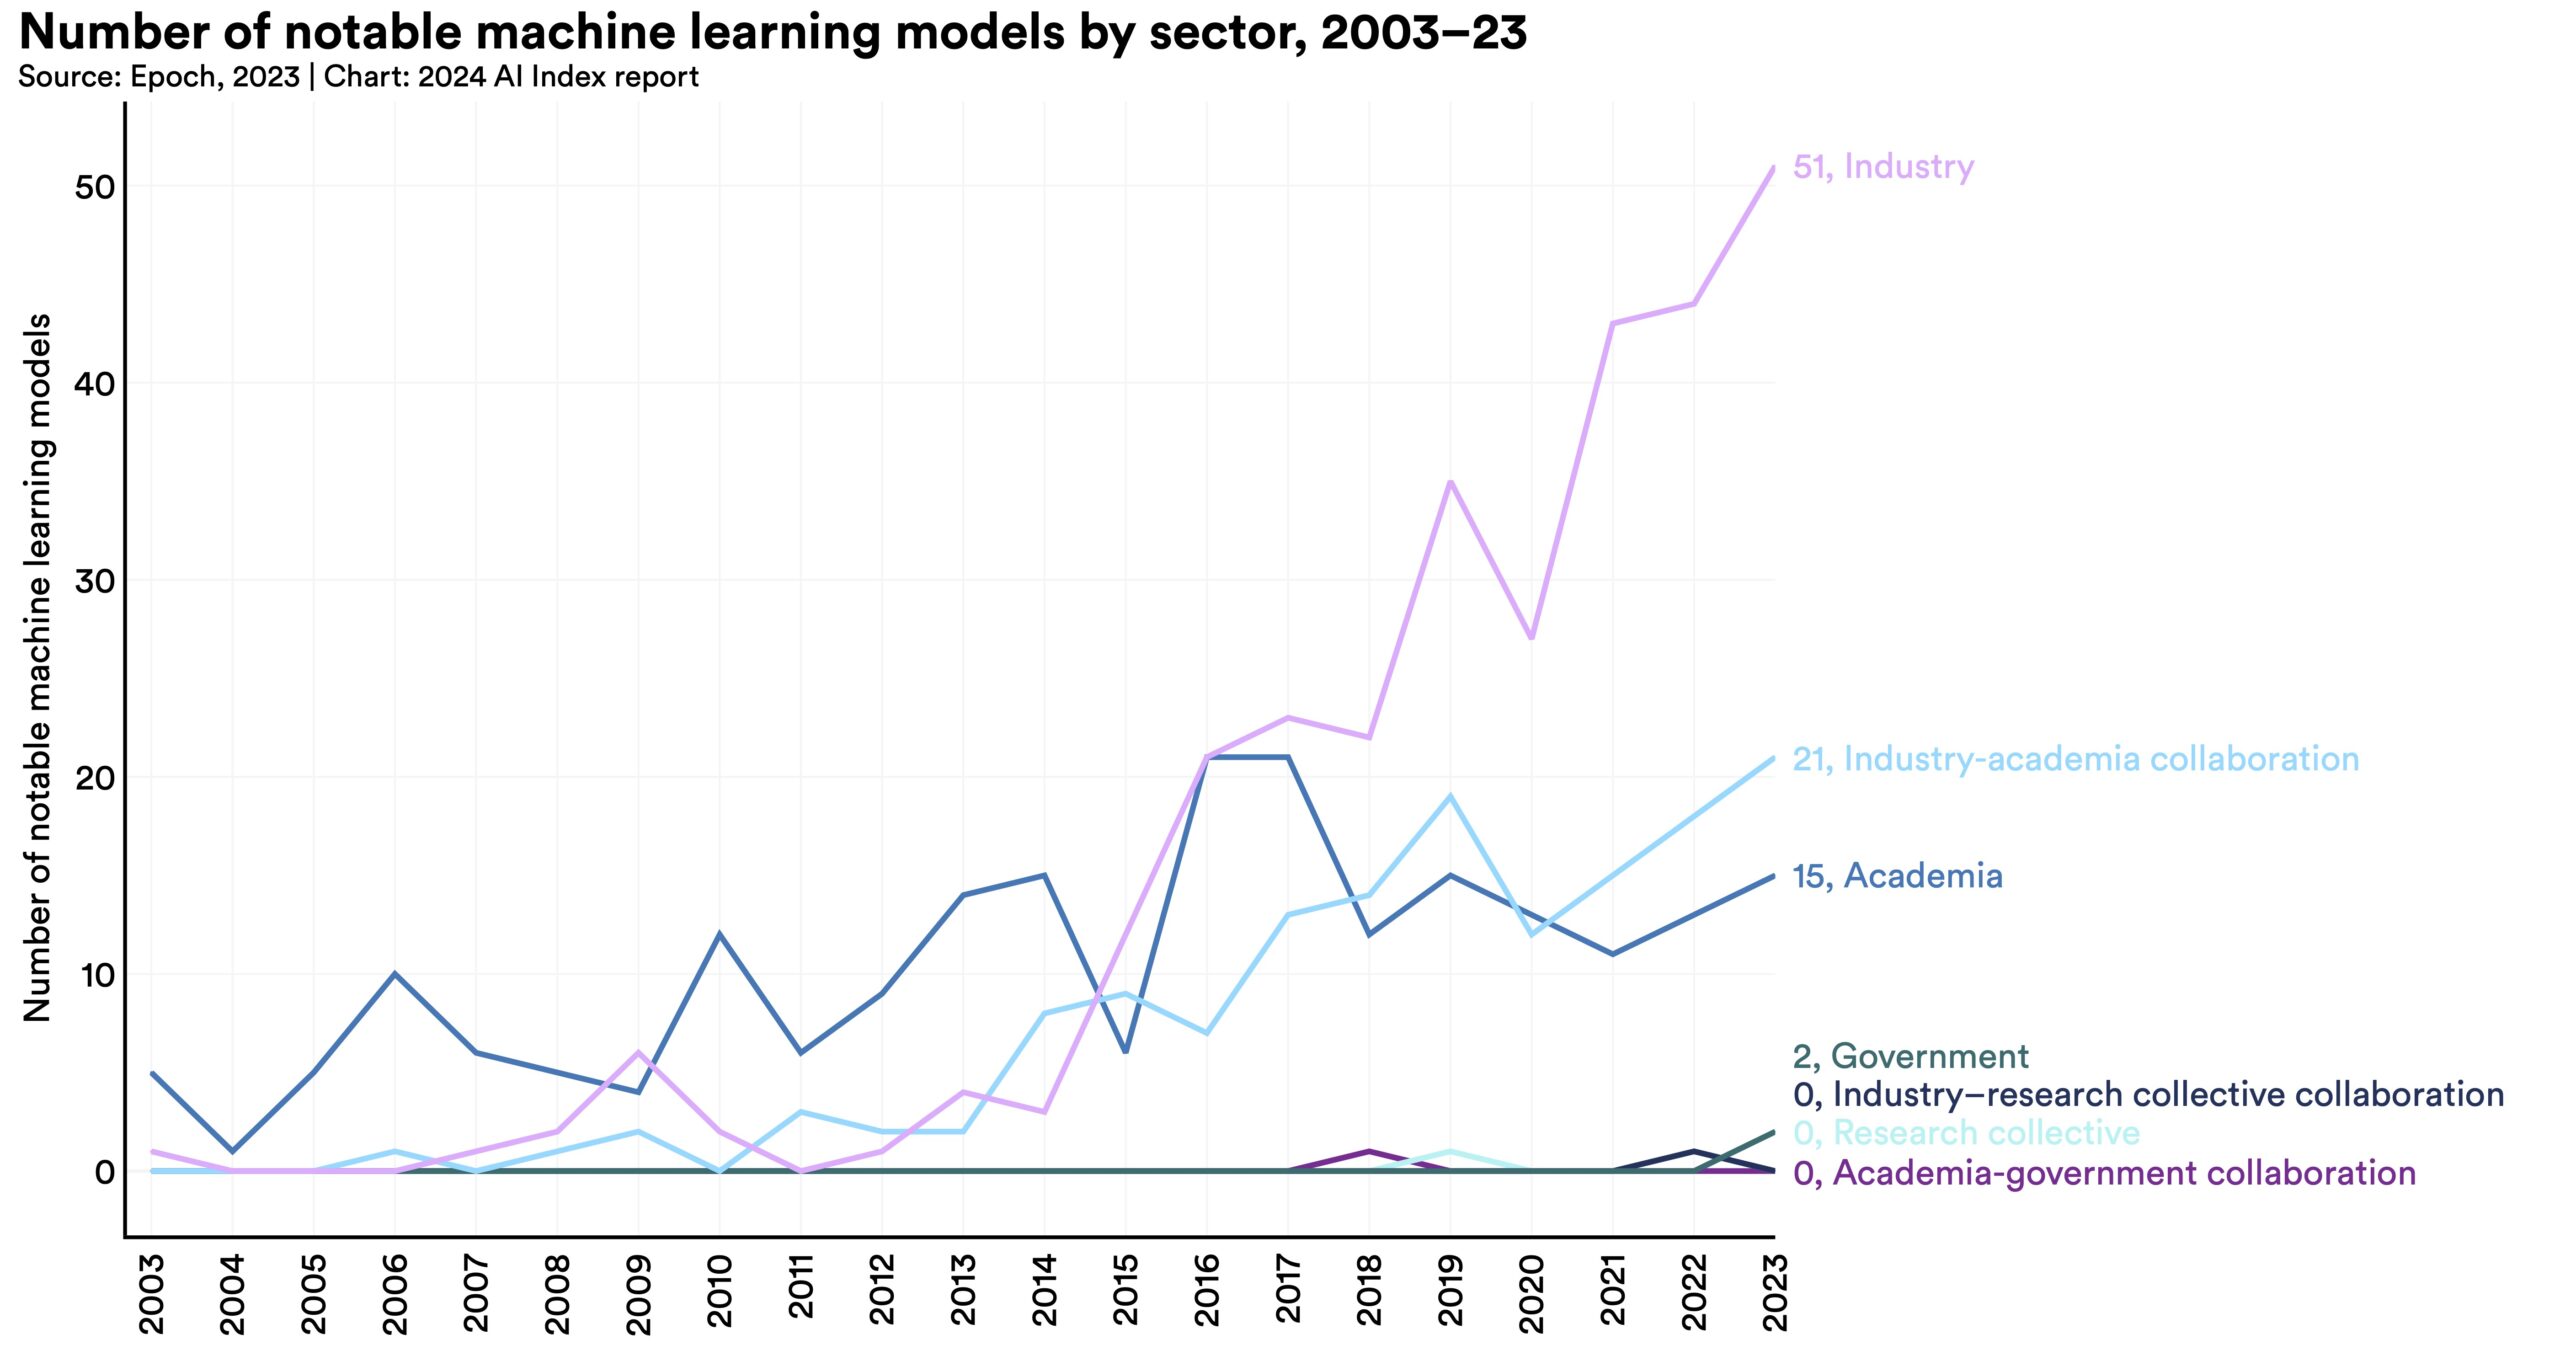 Number of notable machine learning models by sector, 2003–23
Source: Epoch, 2023 | Chart: 2024 AI Index report
Number of notable machine learning models
50
40
30
20
10
0
51, Industry
21, Industry-academia collaboration
15, Academia
2, Government
0, Industry–research collective collaboration
0, Research collective
0, Academia-government collaboration
2003
2004
2005
2006
2007
2008
2009
2010
2011
2012
2013
2014
2015
2016
2017
2018
2019
2020
2021
2022
2023